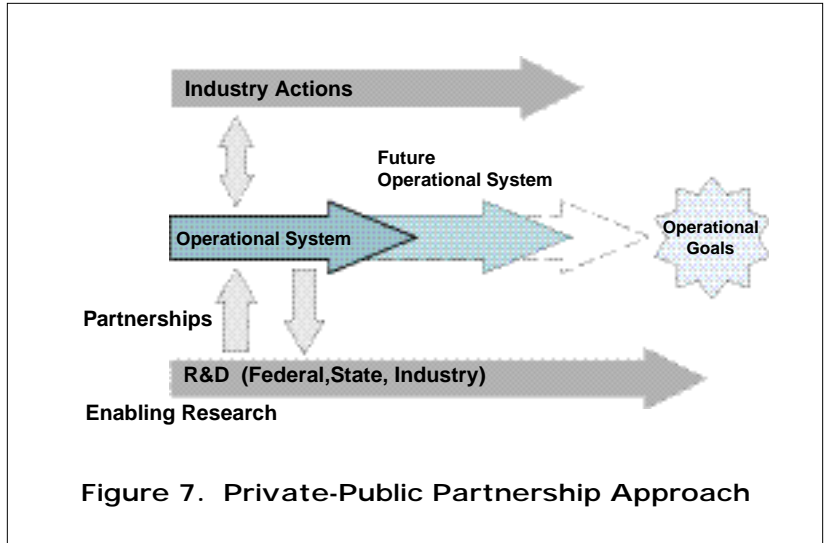 Industry Actions
Future
Operational System
Operational System
Operational
Goals
Partnerships
R&D (Federal,State, Industry)
Enabling Research
Figure 7. Private-Public Partnership Approach